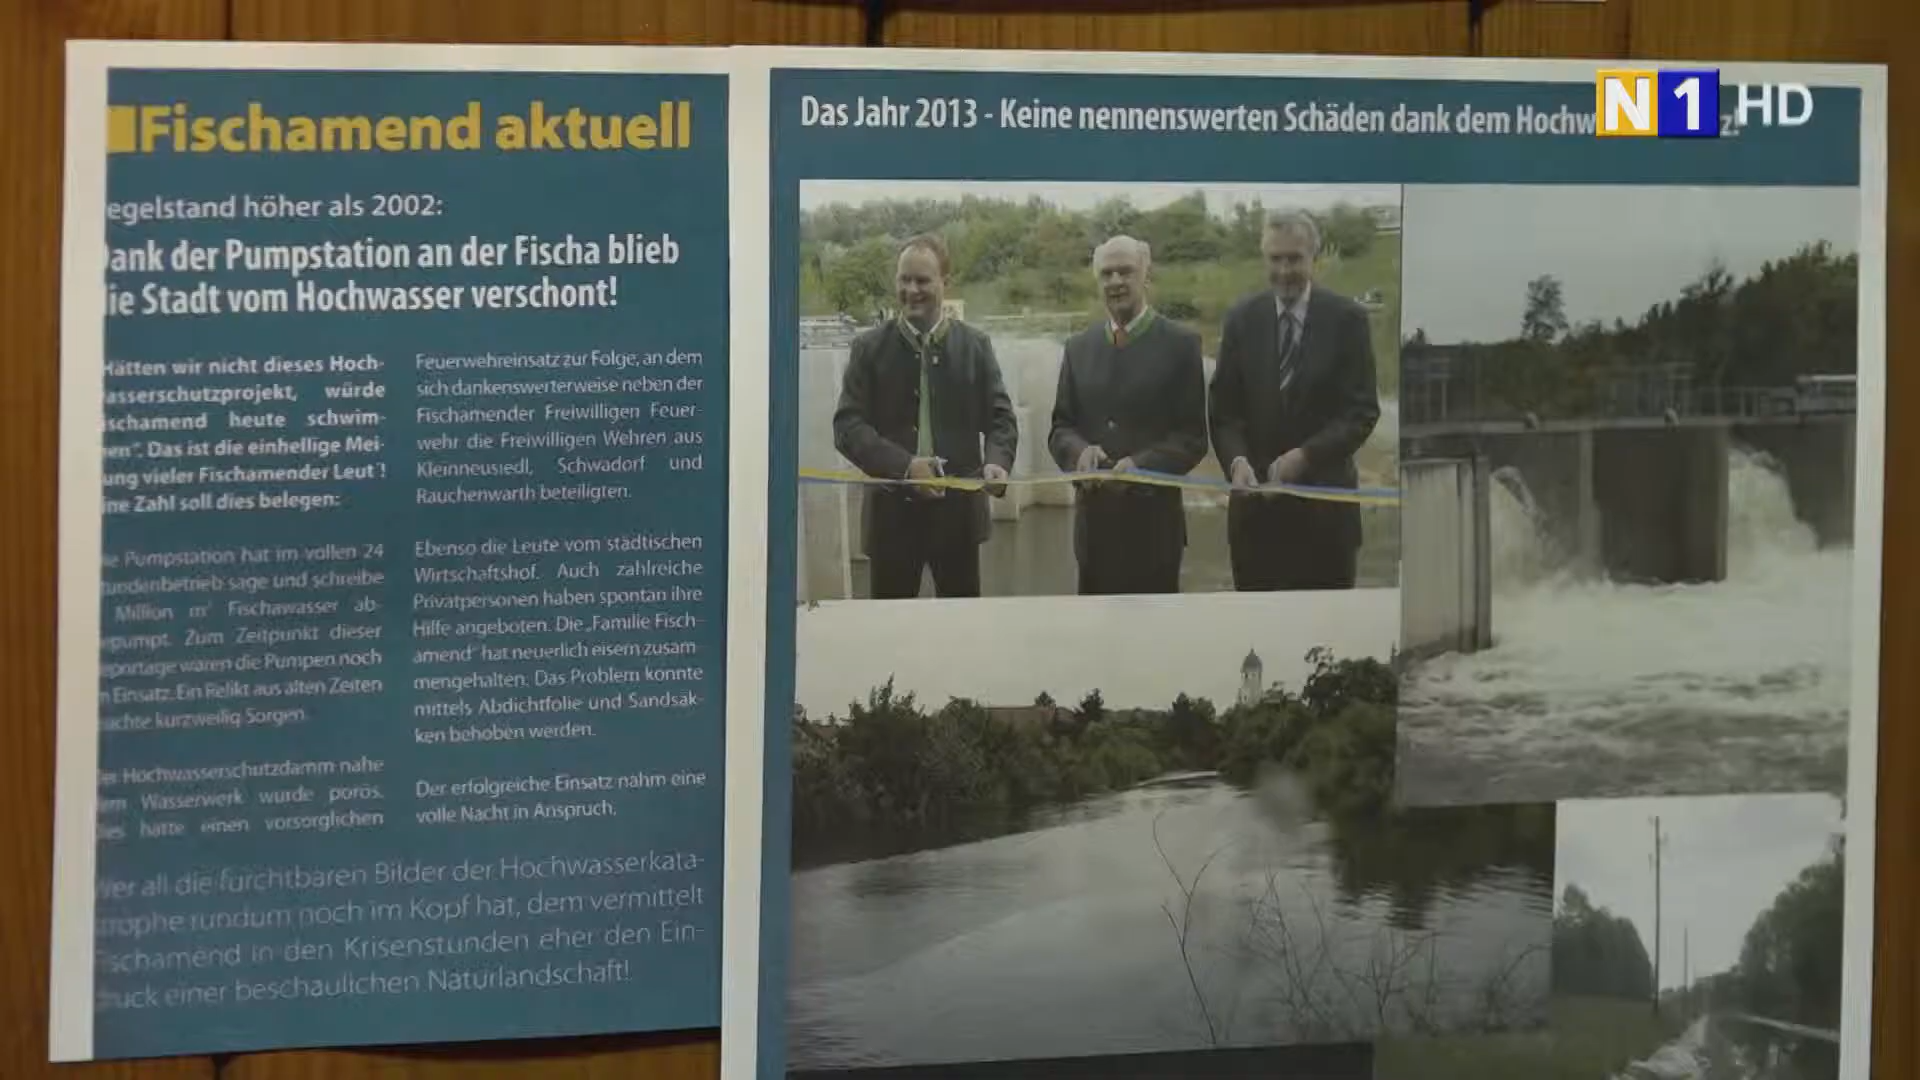 Fischamend aktuell
egelstand höher als 2002:
ank der Pumpstation an der Fischa blieb
ie Stadt vom Hochwasser verschont!
Hätten wir nicht dieses Hoch-
asserschutzprojekt, würde
schamend heute schwim-
en". Das ist die einhellige Mei-
ung vieler Fischamender Leut´!
ne Zahl soll dies belegen:
e Pumpstation hat im vollen 24
undenbetrieb sage und schreibe
Million m³ Fischawasser ab-
pumpt. Zum Zeitpunkt dieser
eportage waren die Pumpen noch
Einsatz. Ein Relikt aus alten Zeiten
achte kurzweilig Sorgen.
er Hochwasserschutzdamm nahe
em Wasserwerk wurde porös.
ies hatte einen vorsorglichen
Feuerwehreinsatz zur Folge, an dem
sich dankenswerterweise neben der
Fischamender Freiwilligen Feuer-
wehr die Freiwilligen Wehren aus
Kleinneusiedl, Schwadorf und
Rauchenwarth beteiligten.
Ebenso die Leute vom städtischen
Wirtschaftshof. Auch zahlreiche
Privatpersonen haben spontan ihre
Hilfe angeboten. Die „Familie Fisch-
amend" hat neuerlich eisern zusam-
mengehalten. Das Problem konnte
mittels Abdichtfolie und Sandsak-
ken behoben werden.
Der erfolgreiche Einsatz nahm eine
volle Nacht in Anspruch.
Wer all die furchtbaren Bilder der Hochwasserkata-
trophe rundum noch im Kopf hat, dem vermittelt
ischamend in den Krisenstunden eher den Ein-
druck einer beschaulichen Naturlandschaft!
Das Jahr 2013 - Keine nennenswerten Schäden dank dem Hochw z!
N1 HD